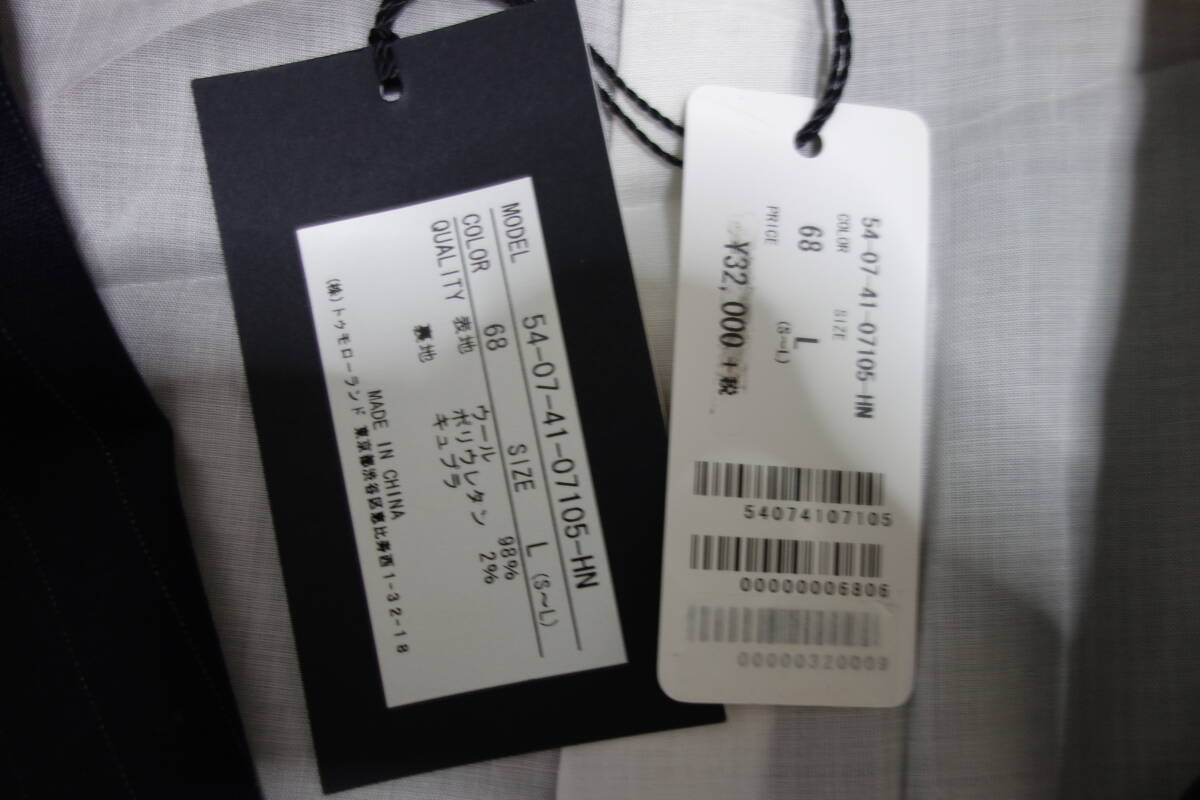 MODEL 54-07-41-07105-HN
COLOR 68 SIZE L (S~L)
QUALITY 表地 ウール 98%
ポリウレタン 2%
裏地 キュプラ
MADE IN CHINA
(株)トゥモローランド 東京都渋谷区恵比寿西1-32-18
54-07-41-07105-HN
COLOR SIZE
68 L
(S~L)
PRICE
¥32,000+税
54074107105
00000006806
00000320009